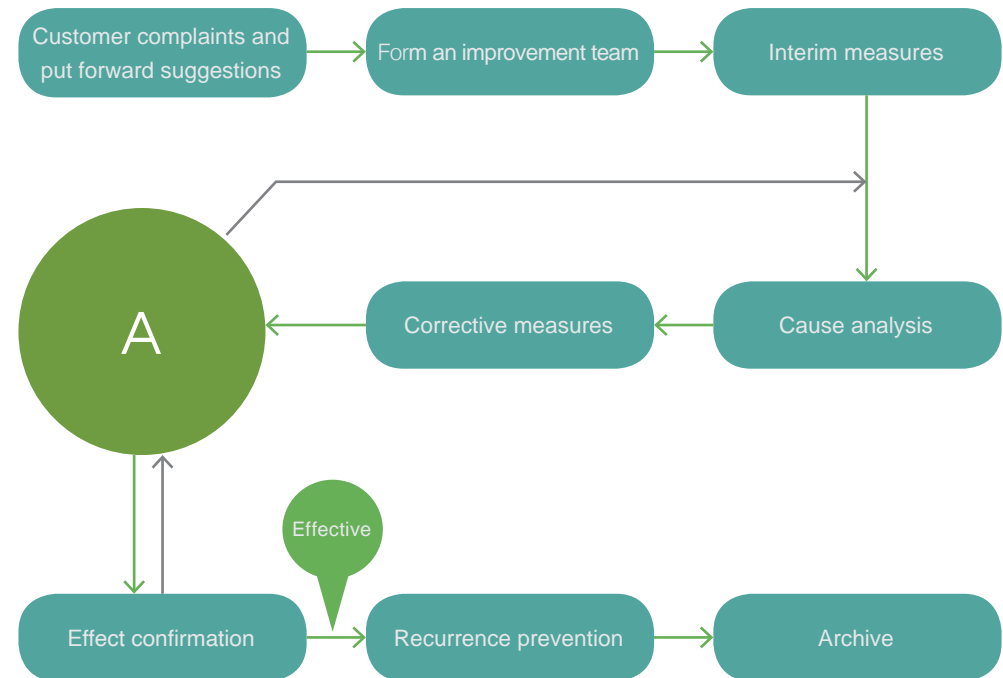 Customer complaints and
put forward suggestions
Form an improvement team
Interim measures
A
Corrective measures
Cause analysis
Effective
Effect confirmation
Recurrence prevention
Archive